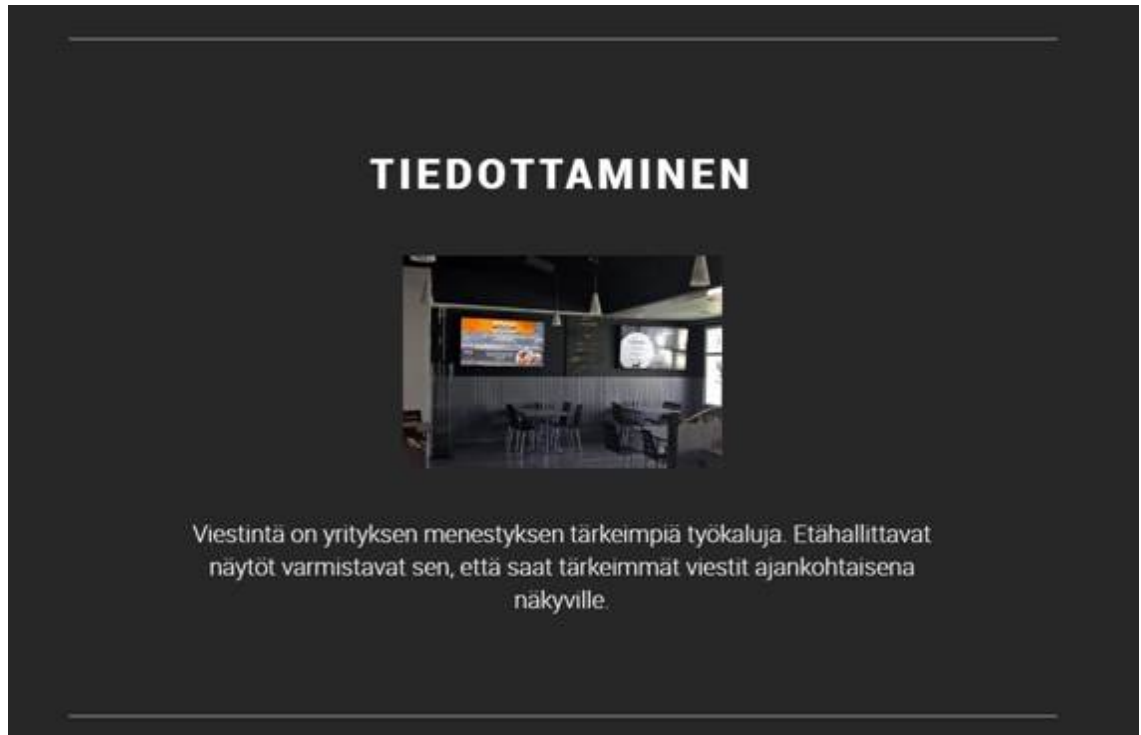 TIEDOTTAMINEN
Viestintä on yrityksen menestyksen tärkeimpiä työkaluja. Etähallittavat
näytöt varmistavat sen, että saat tärkeimmät viestit ajankohtaisena
näkyville.